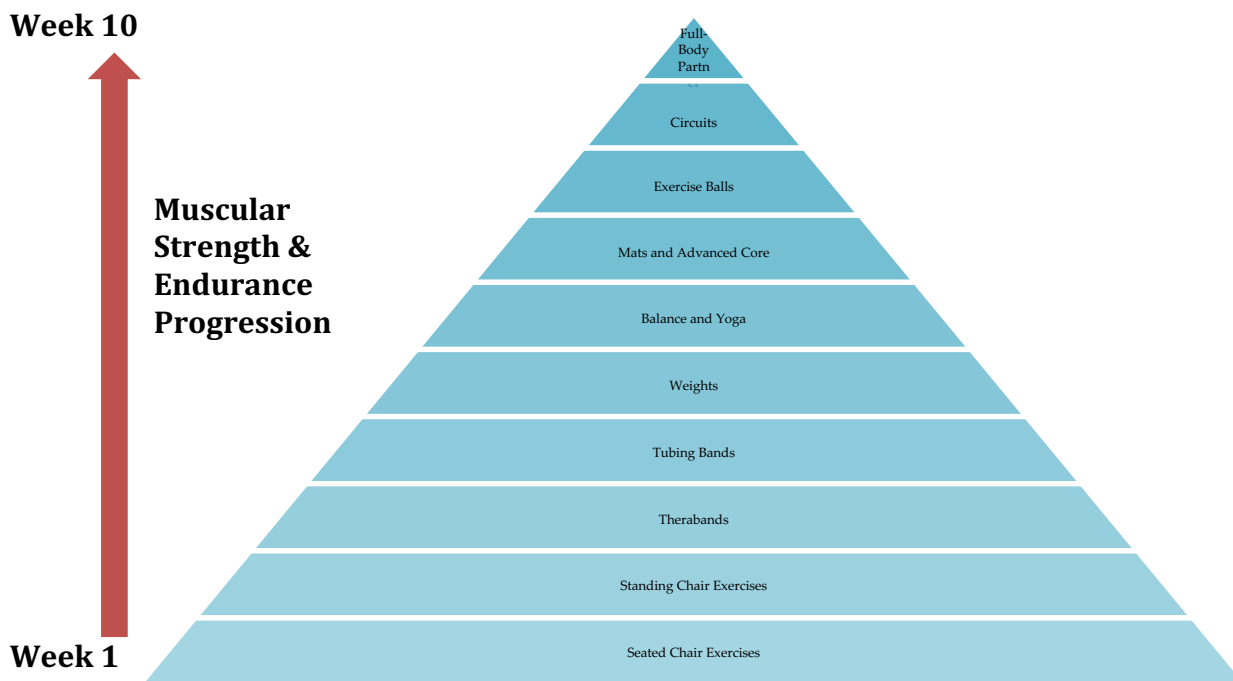 Week 10
Full-
Body
Partn
Circuits
Exercise Balls
Muscular
Strength &
Endurance
Progression
Mats and Advanced Core
Balance and Yoga
Weights
Tubing Bands
Therabands
Standing Chair Exercises
Week 1
Seated Chair Exercises